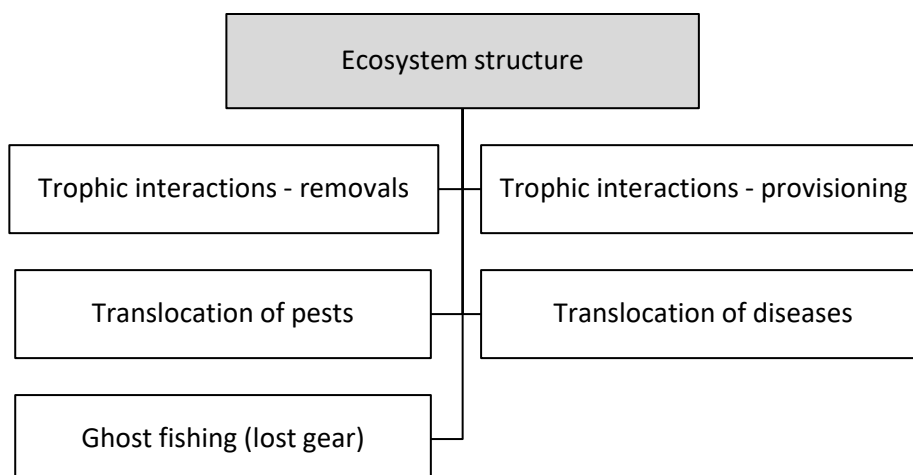 Ecosystem structure
Trophic interactions - removals
Trophic interactions - provisioning
Translocation of pests
Translocation of diseases
Ghost fishing (lost gear)